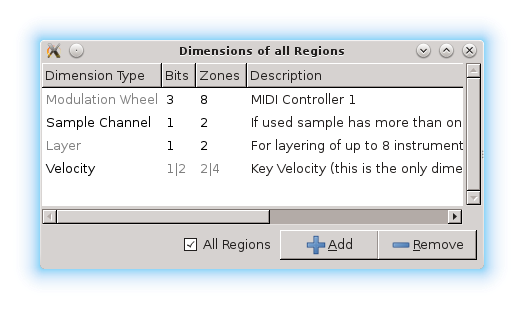 Dimensions of all Regions
Dimension Type Bits Zones Description
Modulation Wheel 3 8 MIDI Controller 1
Sample Channel 1 2 If used sample has more than on
Layer 1 2 For layering of up to 8 instrument
Velocity 1|2 2|4 Key Velocity (this is the only dime
All Regions Add Remove